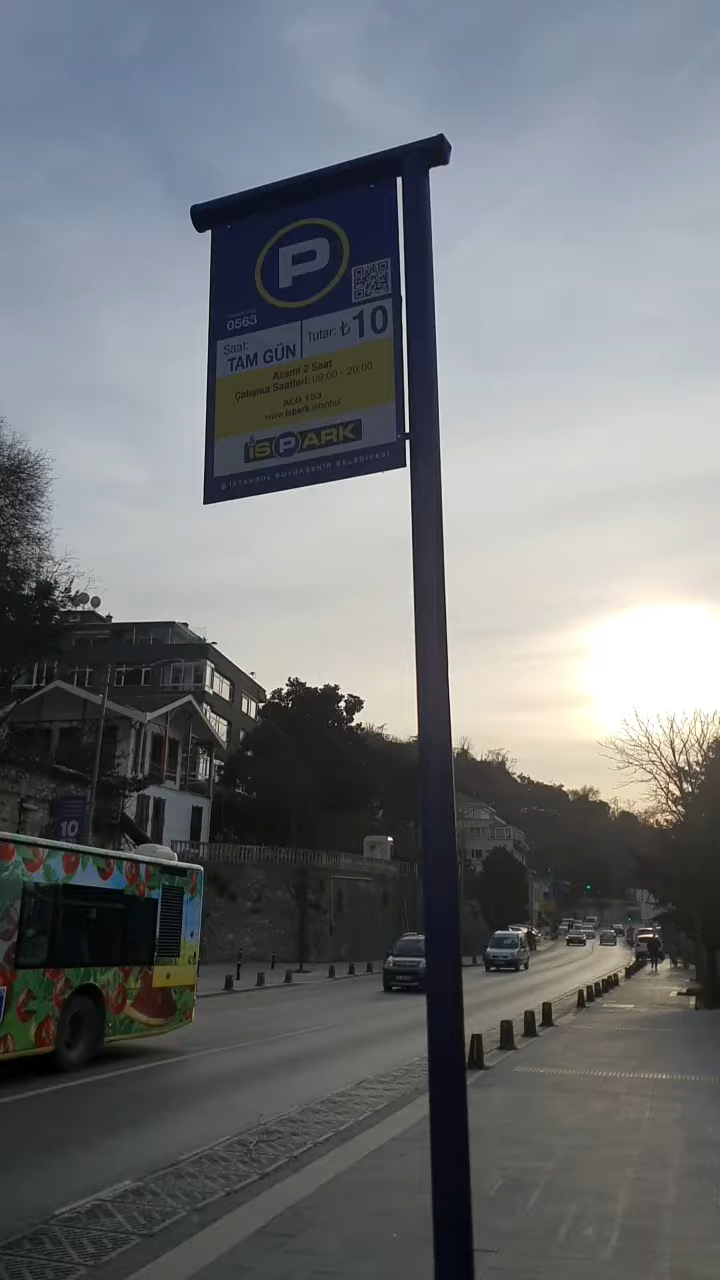 P
0563
Saat:
TAM GÜN
Tutar: ₺10
Azami 2 Saat
Çalışma Saatleri: 08:00 - 20:00
ALO 153
www.ispark.istanbul
İSPARK
İSTANBUL BÜYÜKŞEHİR BELEDİYESİ
10